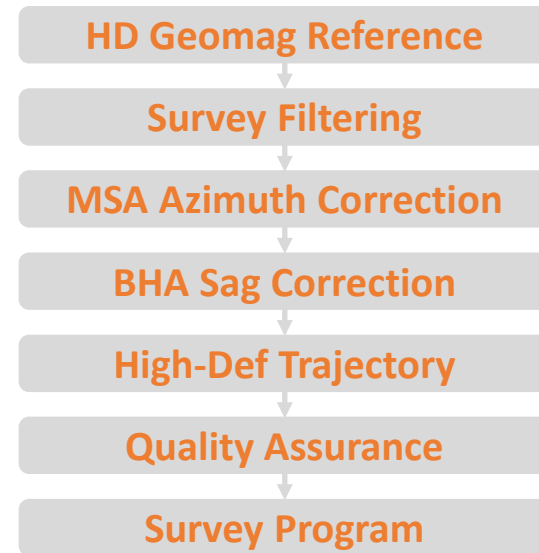 HD Geomag Reference
Survey Filtering
MSA Azimuth Correction
BHA Sag Correction
High-Def Trajectory
Quality Assurance
Survey Program